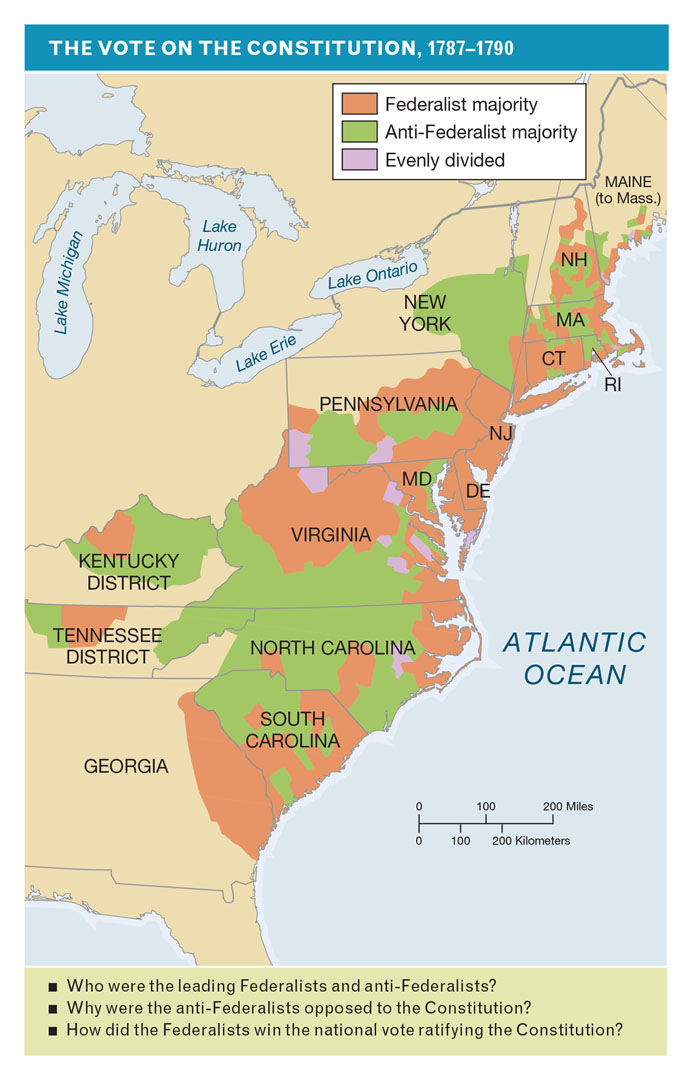 THE VOTE ON THE CONSTITUTION, 1787–1790
Federalist majority
Anti-Federalist majority
Evenly divided
MAINE
(to Mass.)
Lake Michigan
Lake
Huron
Lake Ontario
Lake Erie
NEW
YORK
NH
MA
CT
RI
PENNSYLVANIA
NJ
MD
DE
VIRGINIA
KENTUCKY
DISTRICT
TENNESSEE
DISTRICT
NORTH CAROLINA
ATLANTIC
OCEAN
SOUTH
CAROLINA
GEORGIA
0 100 200 Miles
0 100 200 Kilometers
■ Who were the leading Federalists and anti-Federalists?
■ Why were the anti-Federalists opposed to the Constitution?
■ How did the Federalists win the national vote ratifying the Constitution?